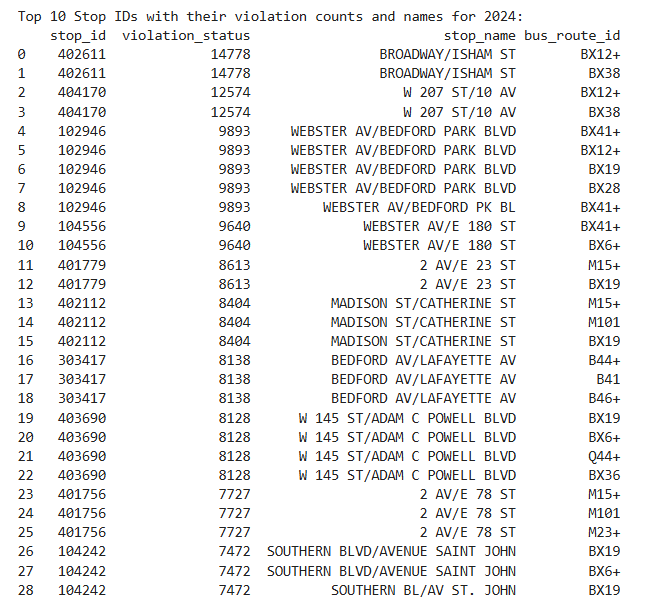 Top 10 Stop IDs with their violation counts and names for 2024:
stop_id violation_status stop_name bus_route_id
0 402611 14778 BROADWAY/ISHAM ST BX12+
1 402611 14778 BROADWAY/ISHAM ST BX38
2 404170 12574 W 207 ST/10 AV BX12+
3 404170 12574 W 207 ST/10 AV BX38
4 102946 9893 WEBSTER AV/BEDFORD PARK BLVD BX41+
5 102946 9893 WEBSTER AV/BEDFORD PARK BLVD BX12+
6 102946 9893 WEBSTER AV/BEDFORD PARK BLVD BX19
7 102946 9893 WEBSTER AV/BEDFORD PARK BLVD BX28
8 102946 9893 WEBSTER AV/BEDFORD PK BL BX41+
9 104556 9640 WEBSTER AV/E 180 ST BX41+
10 104556 9640 WEBSTER AV/E 180 ST BX6+
11 401779 8613 2 AV/E 23 ST M15+
12 401779 8613 2 AV/E 23 ST BX19
13 402112 8404 MADISON ST/CATHERINE ST M15+
14 402112 8404 MADISON ST/CATHERINE ST M101
15 402112 8404 MADISON ST/CATHERINE ST BX19
16 303417 8138 BEDFORD AV/LAFAYETTE AV B44+
17 303417 8138 BEDFORD AV/LAFAYETTE AV B41
18 303417 8138 BEDFORD AV/LAFAYETTE AV B46+
19 403690 8128 W 145 ST/ADAM C POWELL BLVD BX19
20 403690 8128 W 145 ST/ADAM C POWELL BLVD BX6+
21 403690 8128 W 145 ST/ADAM C POWELL BLVD Q44+
22 403690 8128 W 145 ST/ADAM C POWELL BLVD BX36
23 401756 7727 2 AV/E 78 ST M15+
24 401756 7727 2 AV/E 78 ST M101
25 401756 7727 2 AV/E 78 ST M23+
26 104242 7472 SOUTHERN BLVD/AVENUE SAINT JOHN BX19
27 104242 7472 SOUTHERN BLVD/AVENUE SAINT JOHN BX6+
28 104242 7472 SOUTHERN BL/AV ST. JOHN BX19